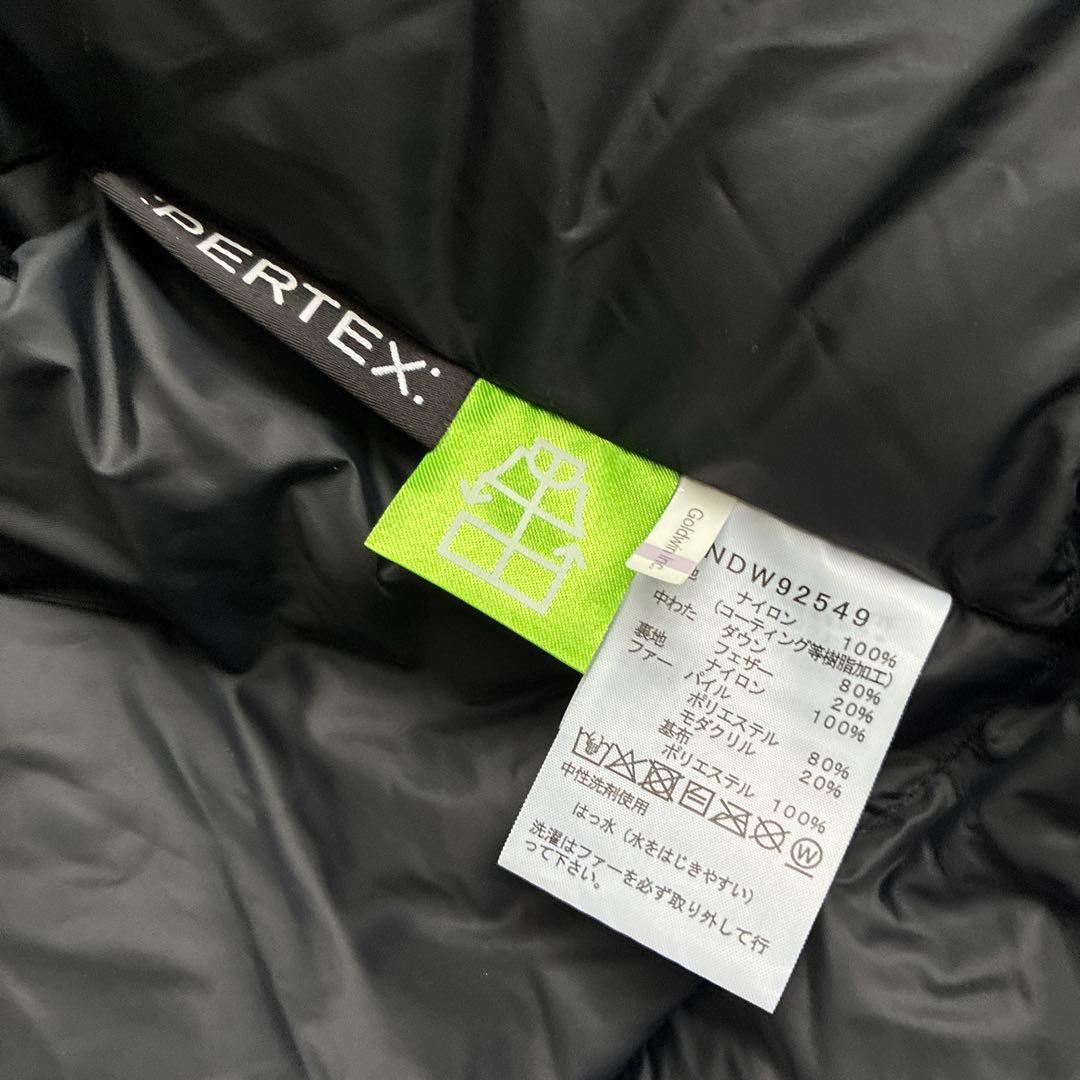 :PERTEX:
Goldwin Inc.
NDW92549
ナイロン 100%
(コーティング等樹脂加工)
中わた ダウン 80%
フェザー 20%
裏地 ナイロン 100%
ファー パイル
ポリエステル 80%
モダクリル 20%
基布
ポリエステル 100%
中性洗剤使用
W
はっ水(水をはじきやすい)
洗濯はファーを必ず取り外して行
って下さい。